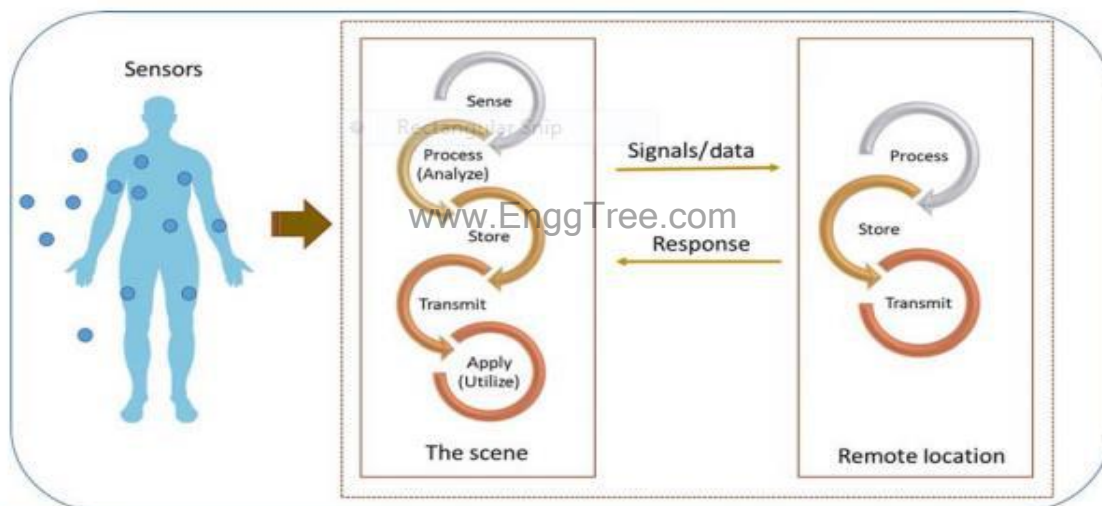 Sensors
Sense
Rectangular Snip
Process
(Analyze)
Store
Transmit
Apply
(Utilize)
The scene
Signals/data
Response
www.EnggTree.com
Process
Store
Transmit
Remote location